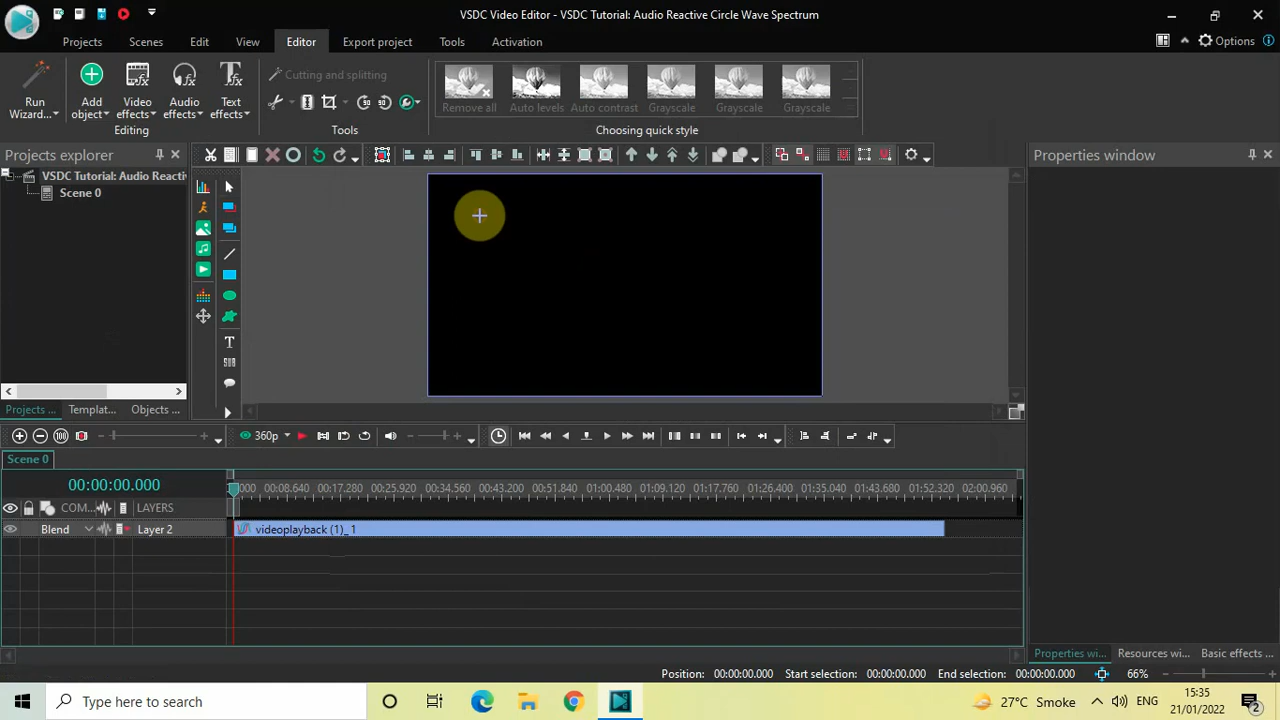 VSDC Video Editor - VSDC Tutorial: Audio Reactive Circle Wave Spectrum
Projects Scenes Edit View Editor Export project Tools Activation
Options
Run Wizard...
Add object
Video effects
Audio effects
Text effects
Editing
Cutting and splitting
Tools
Remove all Auto levels Auto contrast Grayscale Grayscale Grayscale
Choosing quick style
Projects explorer
VSDC Tutorial: Audio Reactiv
Scene 0
Projects ... Templat... Objects ...
Properties window
T
360p
Scene 0
00:00:00.000
000 00:08.640 00:17.280 00:25.920 00:34.560 00:43.200 00:51.840 01:00.480 01:09.120 01:17.760 01:26.400 01:35.040 01:43.680 01:52.320 02:00.960
COM... LAYERS
Blend Layer 2 videoplayback (1)_1
Properties wi... Resources wi... Basic effects ...
Position: 00:00:00.000 Start selection: 00:00:00.000 End selection: 00:00:00.000 66%
Type here to search
27°C Smoke
ENG
15:35
21/01/2022
2